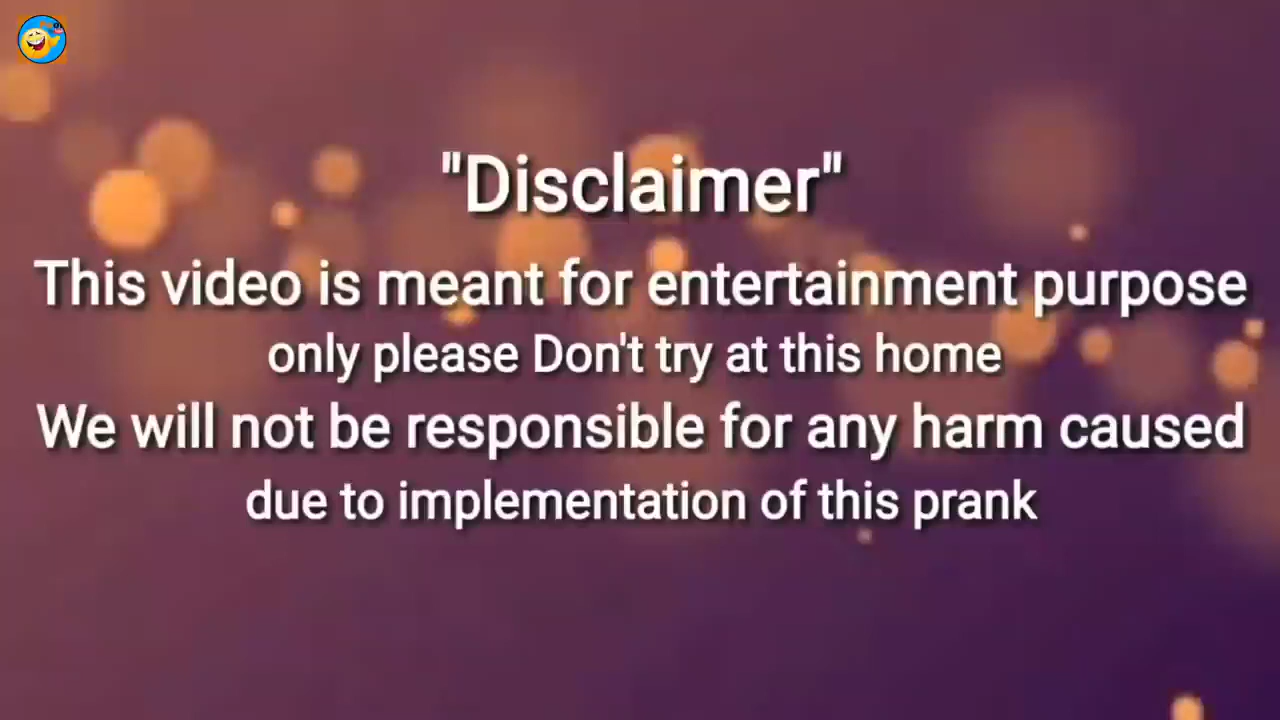 "Disclaimer"
This video is meant for entertainment purpose
only please Don't try at this home
We will not be responsible for any harm caused
due to implementation of this prank